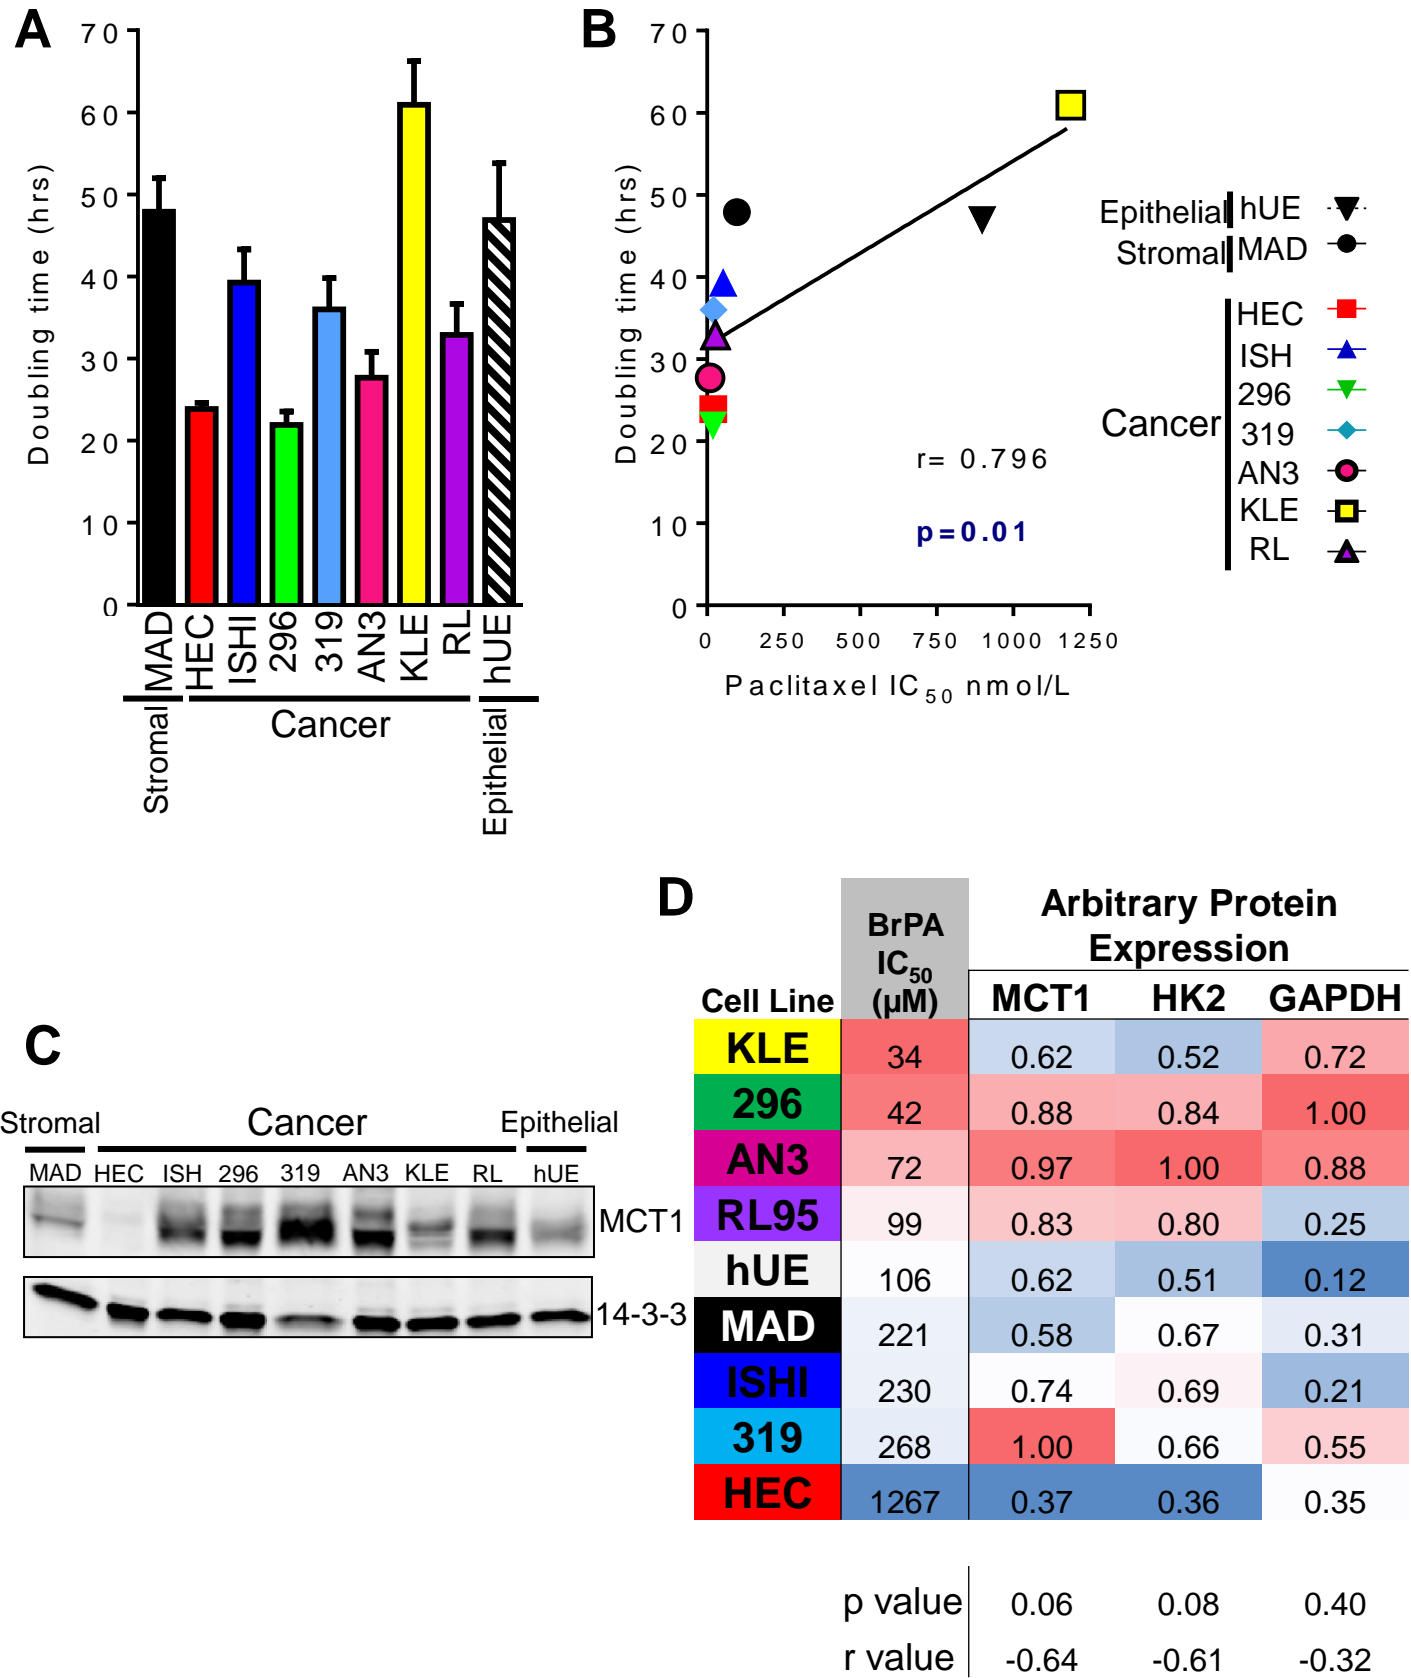 A
70
60
50
40
30
20
10
0
Doubling time (hrs)
MAD
HEC
ISHI
296
319
AN3
KLE
RL
hUE
Stromal
Cancer
Epithelial
B
70
60
50
40
30
20
10
0
Doubling time (hrs)
r= 0.796
p=0.01
0 250 500 750 1000 1250
Paclitaxel IC50 nmol/L
Epithelial hUE
Stromal MAD
Cancer
HEC
ISH
296
319
AN3
KLE
RL
C
Stromal Cancer Epithelial
MAD HEC ISH 296 319 AN3 KLE RL hUE
MCT1
14-3-3
D
Arbitrary Protein
Expression
BrPA
IC50
(µM)
Cell Line MCT1 HK2 GAPDH
KLE 34 0.62 0.52 0.72
296 42 0.88 0.84 1.00
AN3 72 0.97 1.00 0.88
RL95 99 0.83 0.80 0.25
hUE 106 0.62 0.51 0.12
MAD 221 0.58 0.67 0.31
ISHI 230 0.74 0.69 0.21
319 268 1.00 0.66 0.55
HEC 1267 0.37 0.36 0.35
p value 0.06 0.08 0.40
r value -0.64 -0.61 -0.32